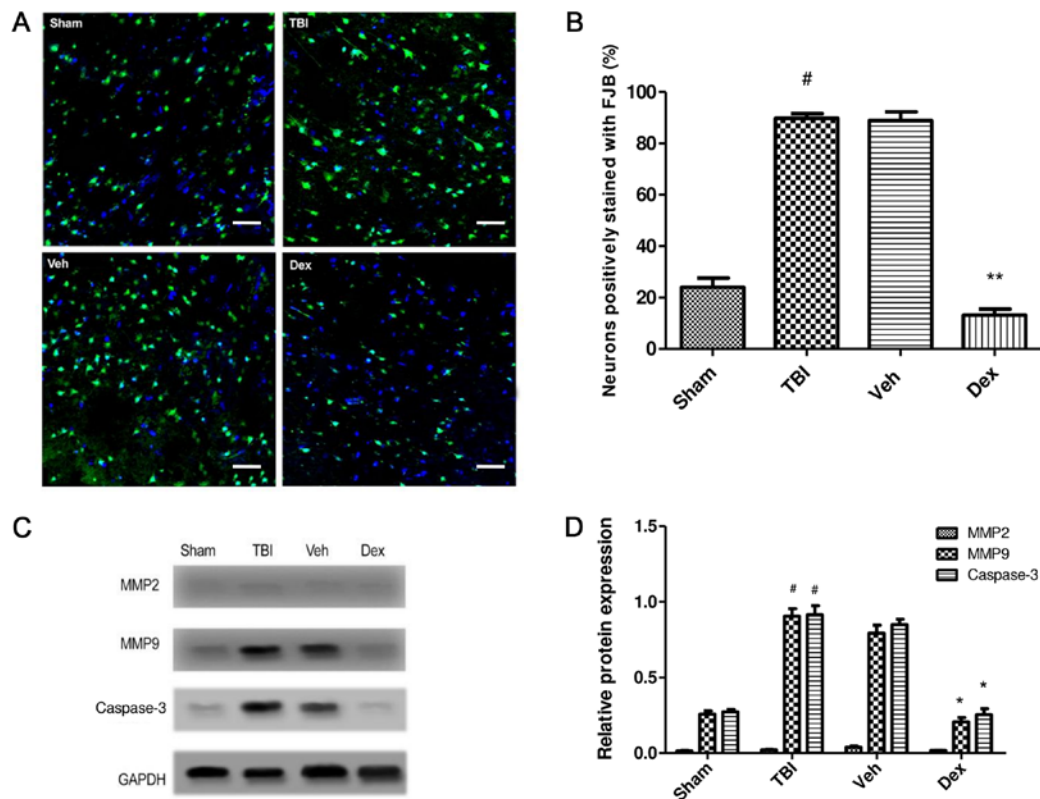 A
Sham
TBI
Veh
Dex
B
Neurons positively stained with FJB (%)
100
80
60
40
20
0
#
**
Sham
TBI
Veh
Dex
C
Sham TBI Veh Dex
MMP2
MMP9
Caspase-3
GAPDH
D
Relative protein expression
1.5
1.0
0.5
0.0
MMP2
MMP9
Caspase-3
# #
* *
Sham
TBI
Veh
Dex